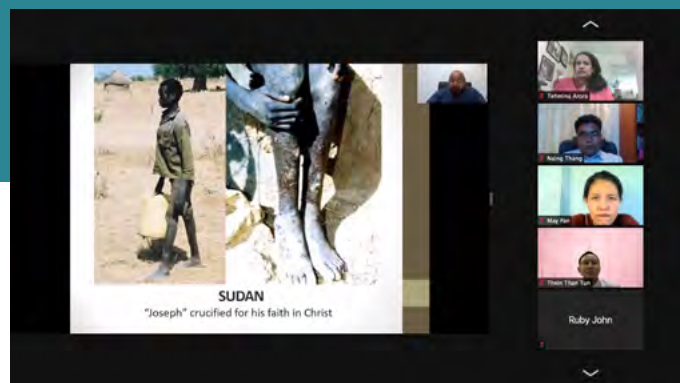 SUDAN
"Joseph" crucified for his faith in Christ
Tehmina Arora
Naing Thang
May Pan
Thein Than Tun
Ruby John